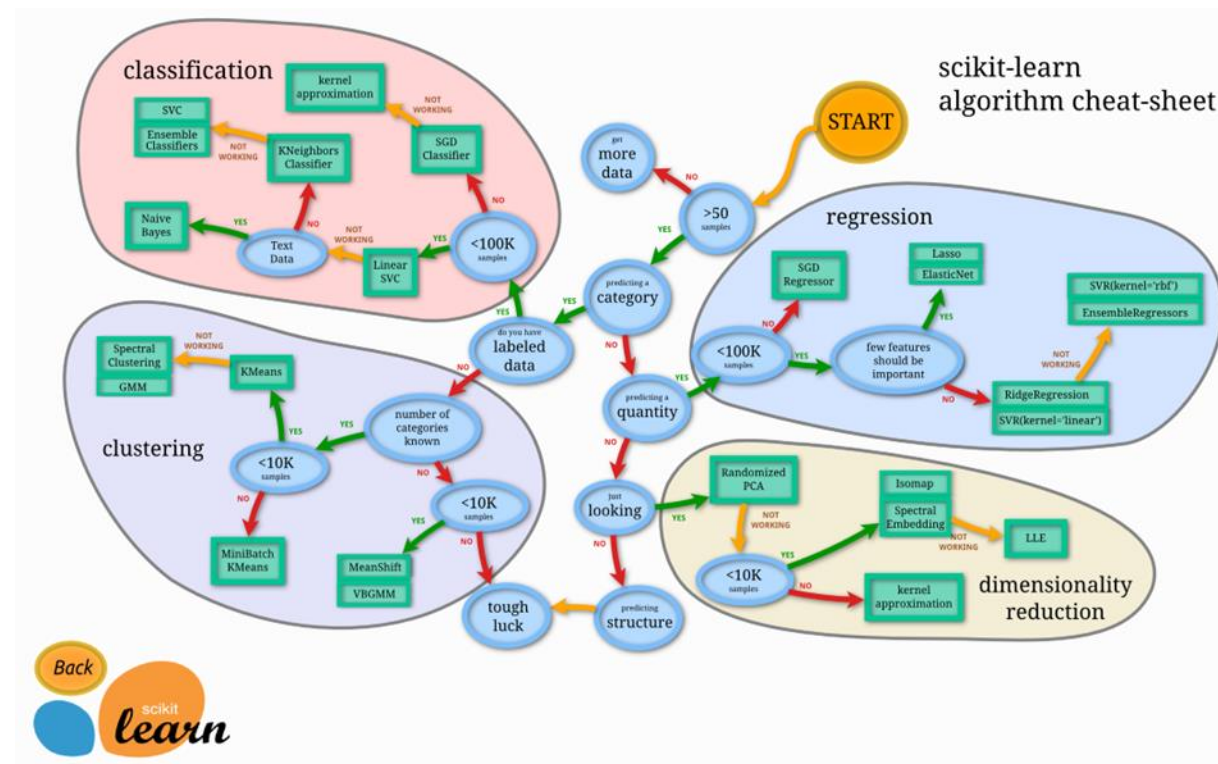 scikit-learn
algorithm cheat-sheet
START
get
more
data
NO
>50
samples
YES
predicting a
category
YES
NO
do you have
labeled
data
YES
NO
predicting a
quantity
YES
NO
just
looking
YES
NO
predicting
structure
tough
luck
classification
kernel
approximation
NOT
WORKING
SVC
Ensemble
Classifiers
NOT
WORKING
KNeighbors
Classifier
SGD
Classifier
NO
Naive
Bayes
YES
Text
Data
NO
NOT
WORKING
Linear
SVC
YES
<100K
samples
regression
SGD
Regressor
NO
<100K
samples
YES
few features
should be
important
YES
Lasso
ElasticNet
NO
RidgeRegression
SVR(kernel='linear')
NOT
WORKING
SVR(kernel='rbf')
EnsembleRegressors
clustering
Spectral
Clustering
GMM
NOT
WORKING
KMeans
YES
<10K
samples
NO
MiniBatch
KMeans
number of
categories
known
YES
NO
<10K
samples
YES
NO
MeanShift
VBGMM
dimensionality
reduction
Randomized
PCA
NOT
WORKING
<10K
samples
YES
NO
Isomap
Spectral
Embedding
NOT
WORKING
LLE
kernel
approximation
Back
scikit
learn